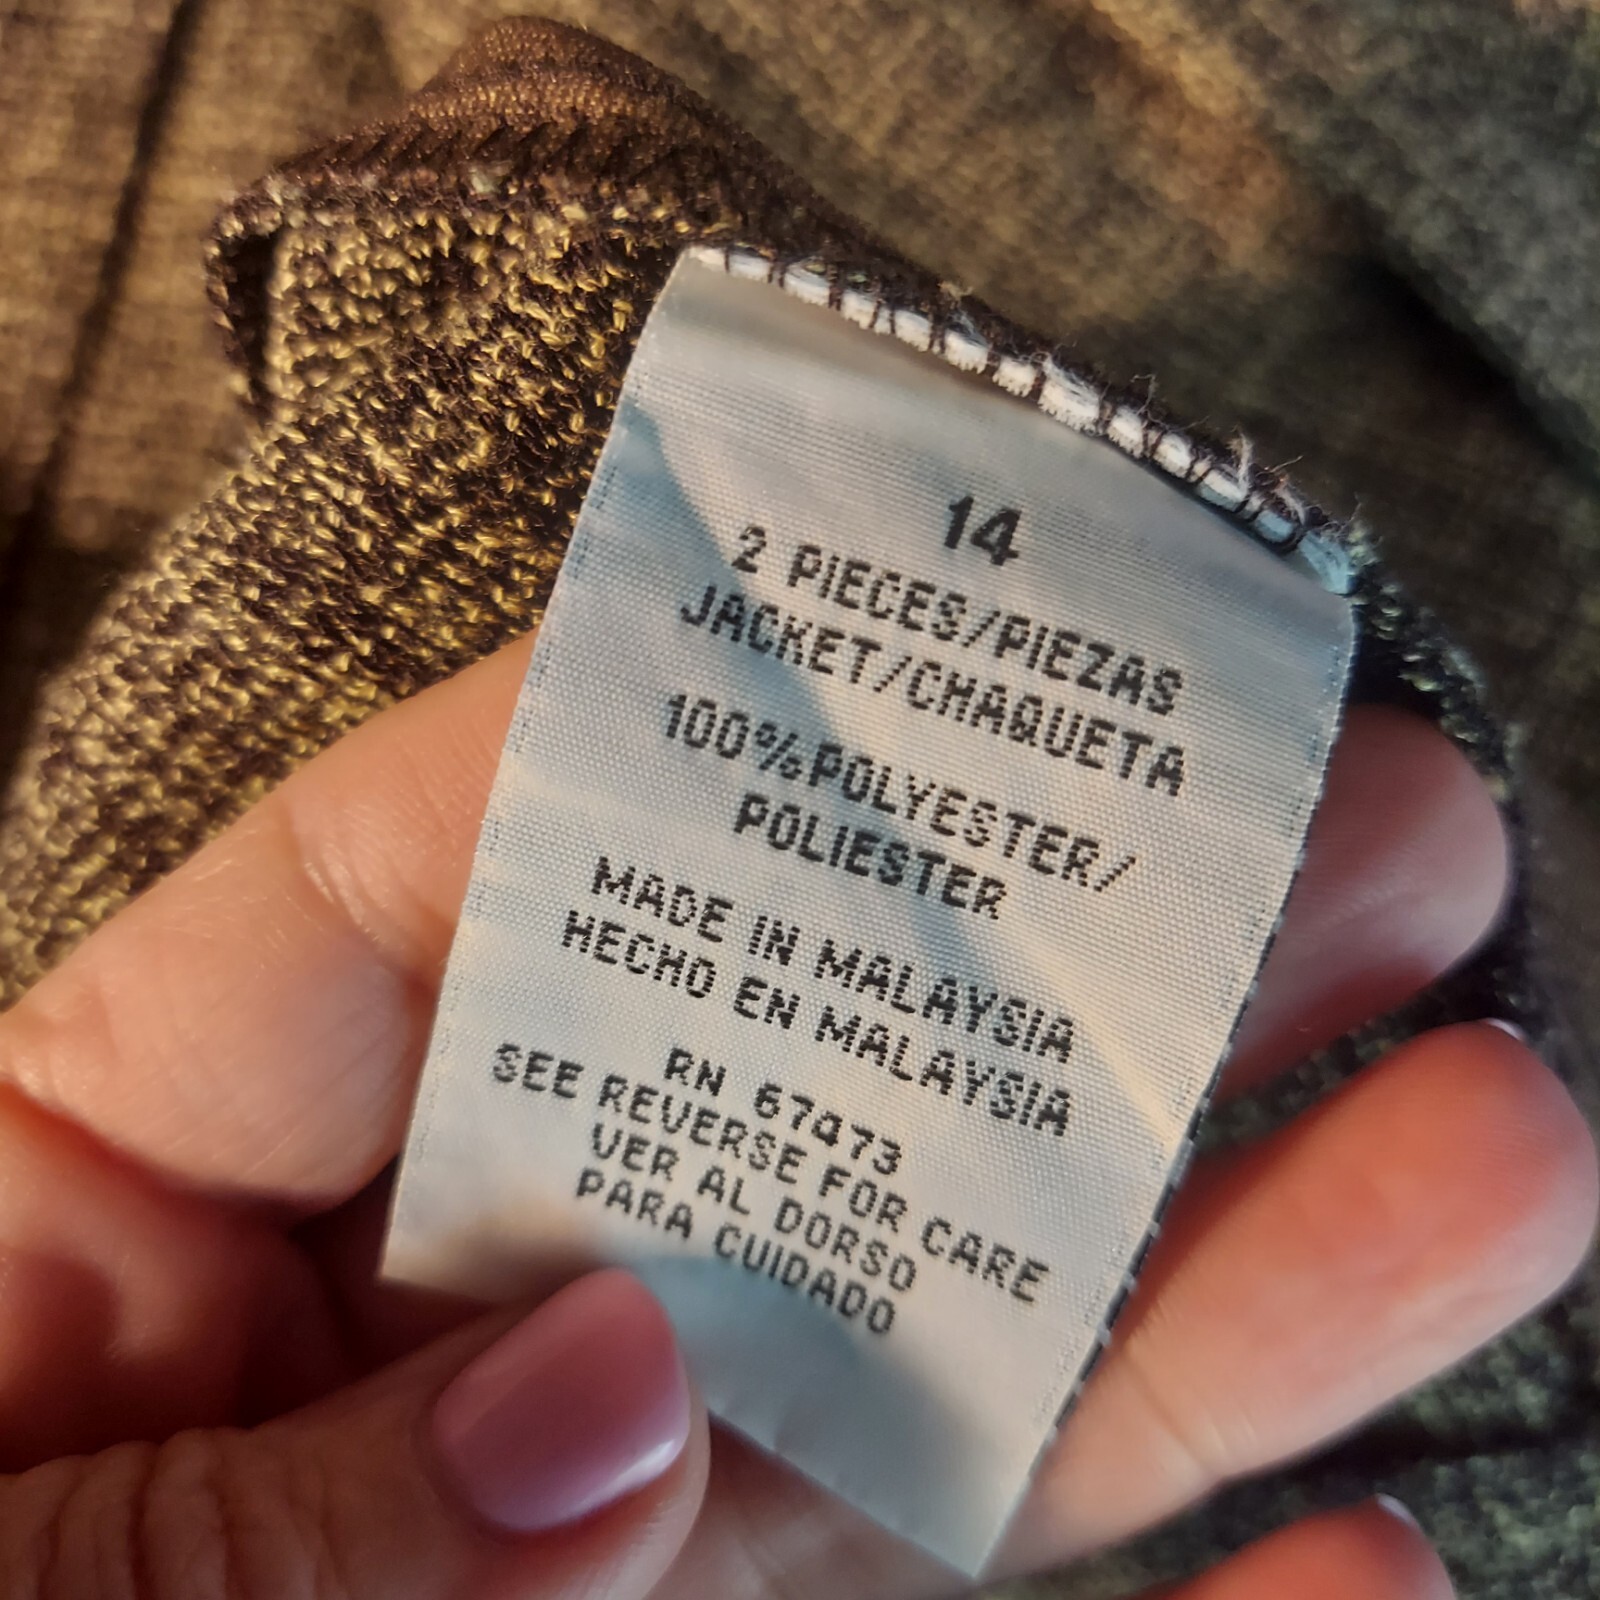 14
2 PIECES/PIEZAS
JACKET/CHAQUETA
100%POLYESTER/
POLIESTER
MADE IN MALAYSIA
HECHO EN MALAYSIA
RN 67473
SEE REVERSE FOR CARE
VER AL DORSO
PARA CUIDADO